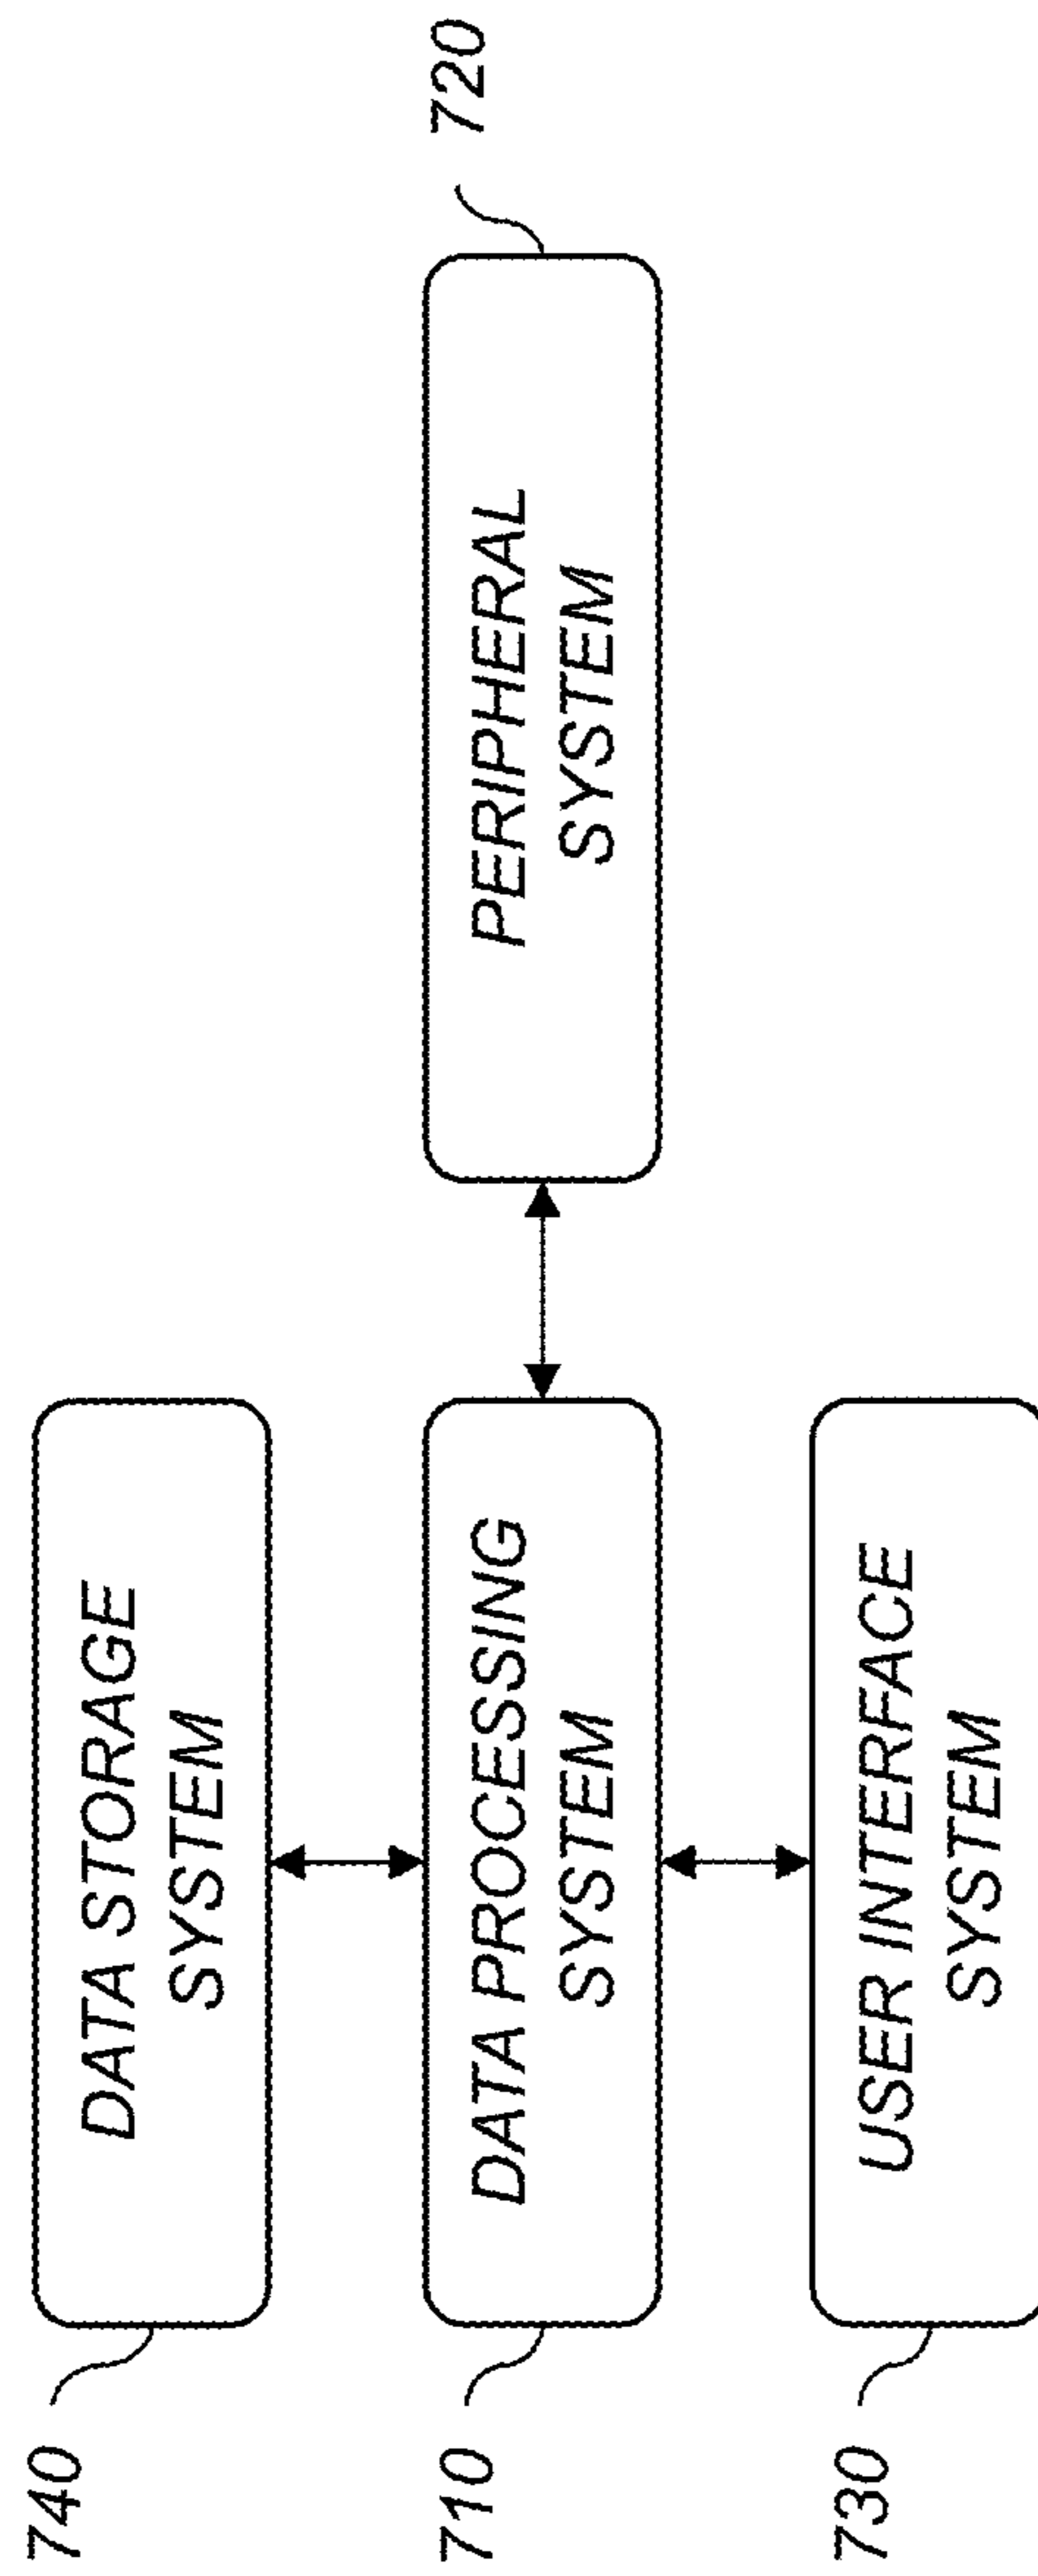 740
DATA STORAGE
SYSTEM
710
DATA PROCESSING
SYSTEM
720
PERIPHERAL
SYSTEM
730
USER INTERFACE
SYSTEM